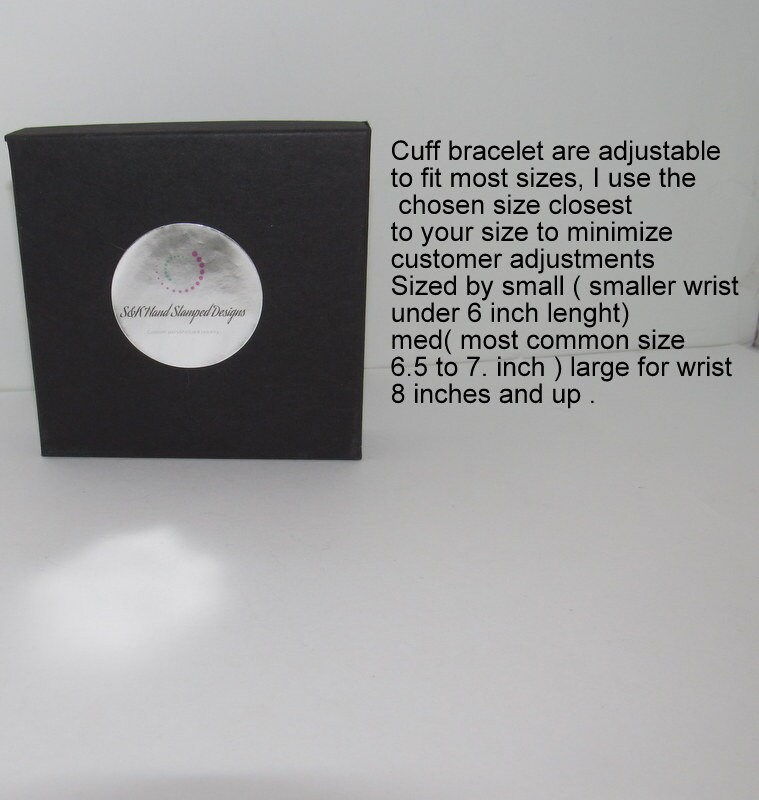 S&K Hand Stamped Designs
Cuff bracelet are adjustable
to fit most sizes, I use the
chosen size closest
to your size to minimize
customer adjustments
Sized by small ( smaller wrist
under 6 inch lenght)
med( most common size
6.5 to 7. inch ) large for wrist
8 inches and up .